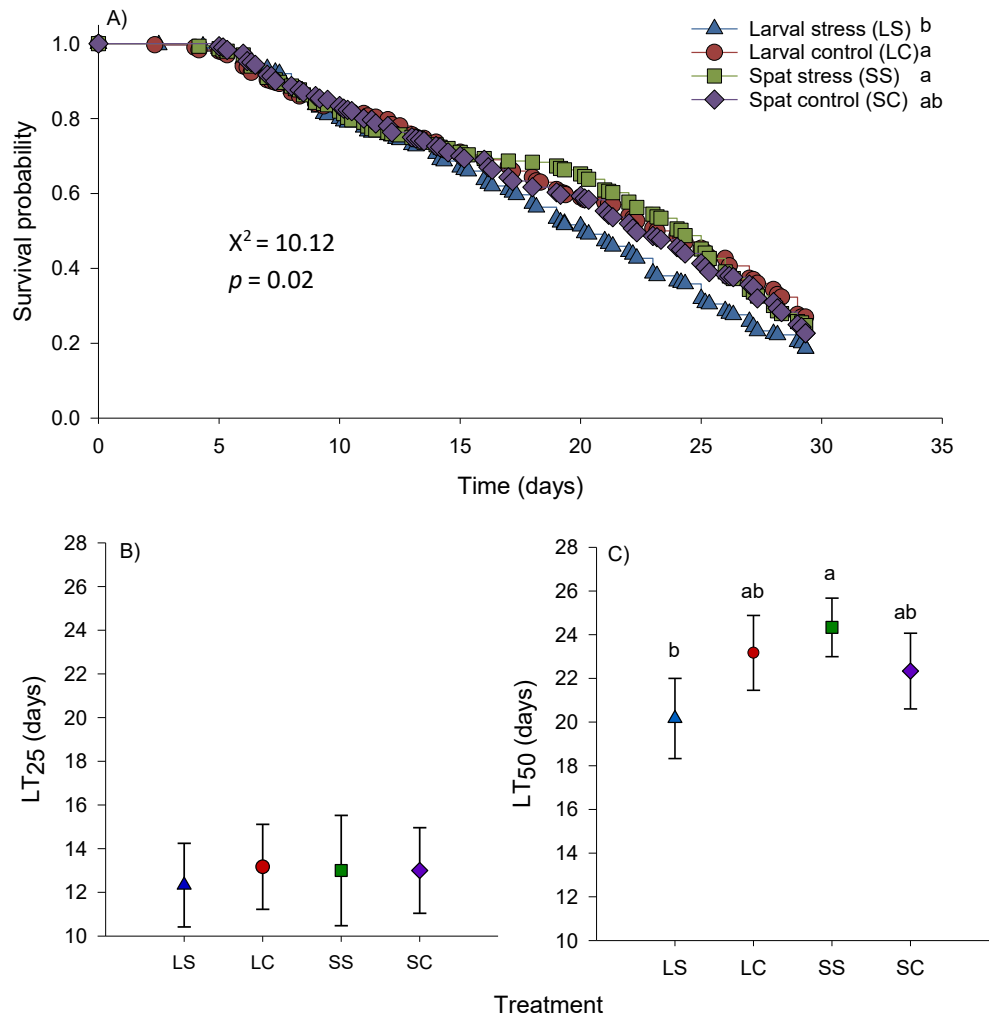 A)
Larval stress (LS) b
Larval control (LC) a
Spat stress (SS) a
Spat control (SC) ab
1.0
0.8
0.6
0.4
0.2
0.0
Survival probability
X² = 10.12
p = 0.02
0 5 10 15 20 25 30 35
Time (days)
B)
28
26
24
22
20
18
16
14
12
10
LT25 (days)
LS LC SS SC
C)
28
26
24
22
20
18
16
14
12
10
LT50 (days)
b ab a ab
LS LC SS SC
Treatment